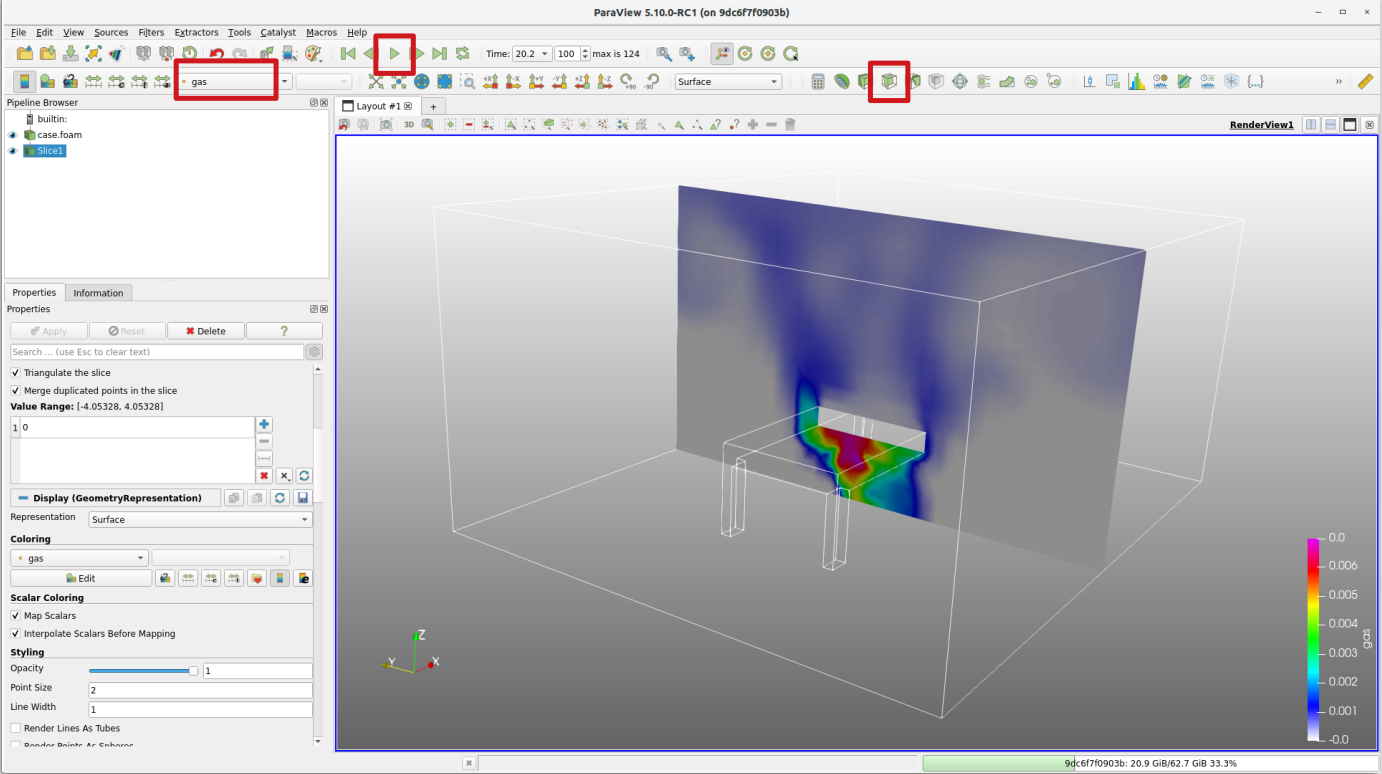 ParaView 5.10.0-RC1 (on 9dc6f7f0903b)
File Edit View Sources Filters Extractors Tools Catalyst Macros Help
Time: 20.2 100 max is 124
gas Surface
Pipeline Browser
builtin:
case.foam
Slice1
Layout #1
3D
RenderView1
Properties Information
Properties
Apply Reset Delete ?
Search ... (use Esc to clear text)
Triangulate the slice
Merge duplicated points in the slice
Value Range: [-4.05328, 4.05328]
1 0
Display (GeometryRepresentation)
Representation Surface
Coloring
gas
Edit
Scalar Coloring
Map Scalars
Interpolate Scalars Before Mapping
Styling
Opacity 1
Point Size 2
Line Width 1
Render Lines As Tubes
Render Points As Spheres
Z
Y
X
0.0
0.006
0.005
0.004
0.003
0.002
0.001
-0.0
gas
9dc6f7f0903b: 20.9 GiB/62.7 GiB 33.3%